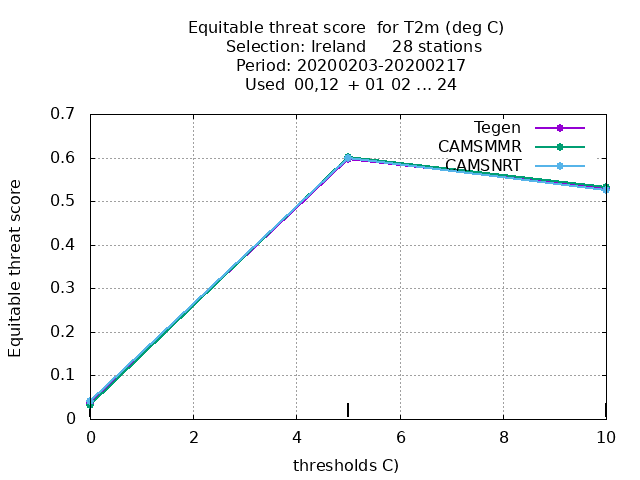 Equitable threat score  for T2m (deg C)
Selection: Ireland     28 stations
Period: 20200203-20200217
Used  00,12  + 01 02 ... 24
Equitable threat score
0.7
0.6
0.5
0.4
0.3
0.2
0.1
0
Tegen
CAMSMMR
CAMSNRT
0 2 4 6 8 10
thresholds C)